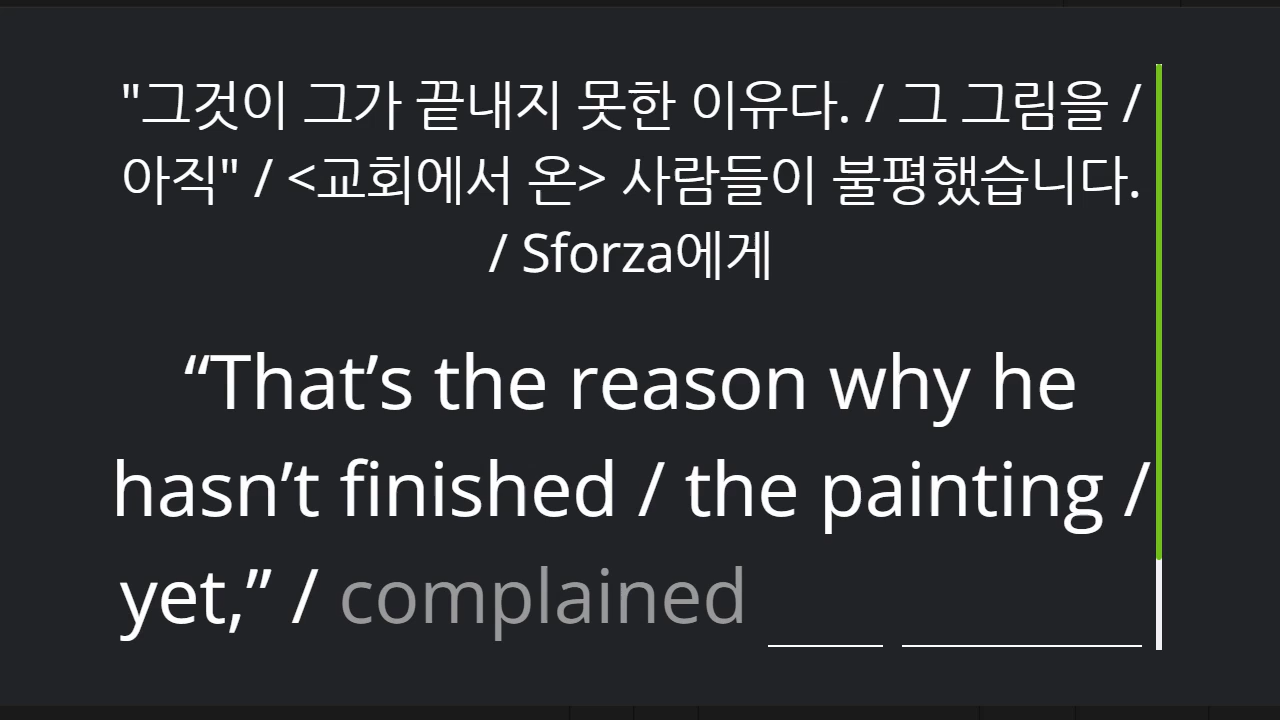 "그것이 그가 끝내지 못한 이유다. / 그 그림을 /
아직" / <교회에서 온> 사람들이 불평했습니다.
/ Sforza에게
“That’s the reason why he
hasn’t finished / the painting /
yet,” / complained ___ ______